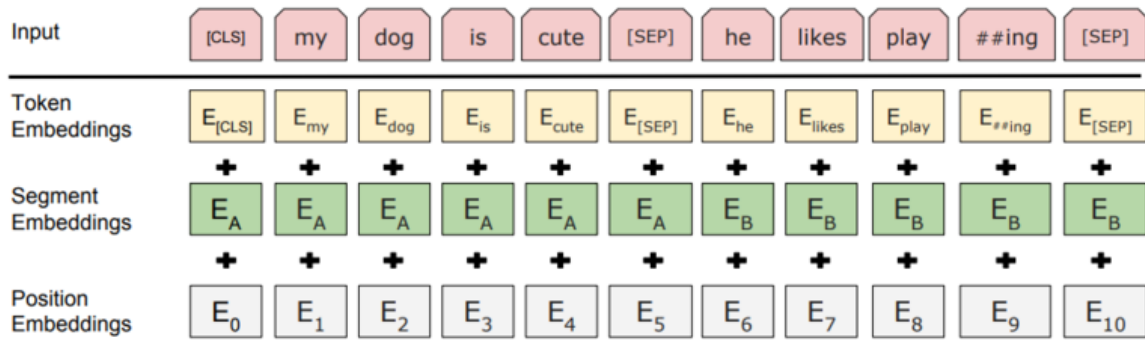 Input [CLS] my dog is cute [SEP] he likes play ##ing [SEP]
Token
Embeddings
E[CLS] Emy Edog Eis Ecute E[SEP] Ehe Elikes Eplay E##ing E[SEP]
+ + + + + + + + + + +
Segment
Embeddings
EA EA EA EA EA EA EB EB EB EB EB
+ + + + + + + + + + +
Position
Embeddings
E0 E1 E2 E3 E4 E5 E6 E7 E8 E9 E10